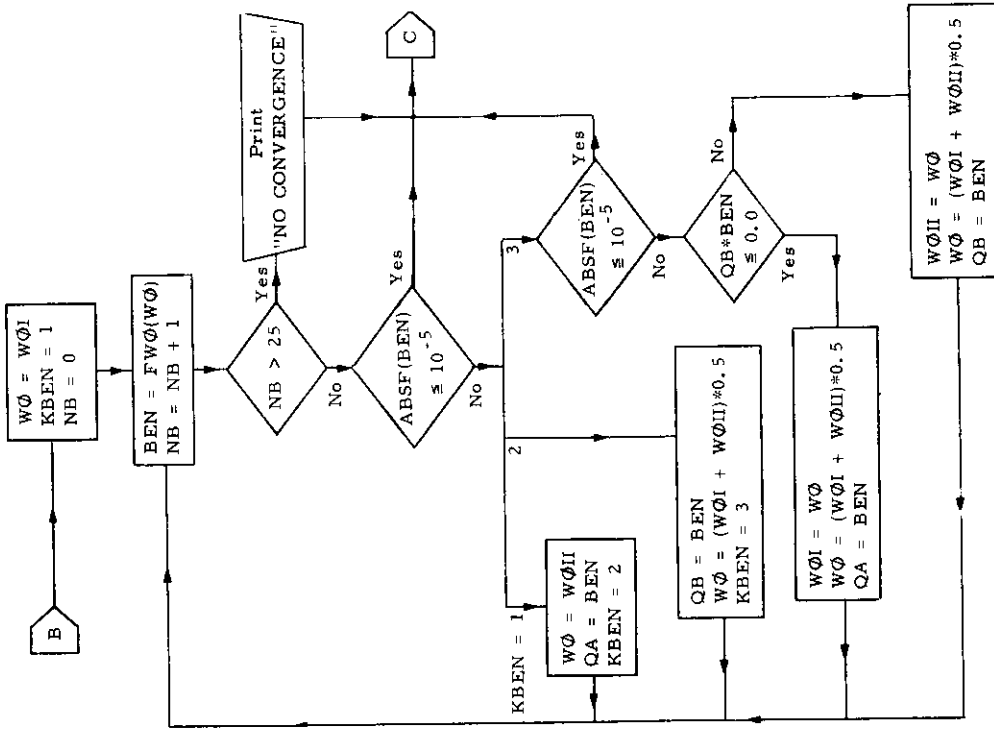 B
WØ = WØI
KBEN = 1
NB = 0
BEN = FWØ(WØ)
NB = NB + 1
NB > 25
Yes
No
Print
"NO CONVERGENCE"
ABSF(BEN)
≦ 10⁻⁵
Yes
No
C
KBEN = 1
2
3
WØ = WØII
QA = BEN
KBEN = 2
QB = BEN
WØ = (WØI + WØII)*0.5
KBEN = 3
ABSF(BEN)
≦ 10⁻⁵
Yes
No
QB*BEN
≦ 0.0
No
Yes
WØI = WØ
WØ = (WØI + WØII)*0.5
QA = BEN
WØII = WØ
WØ = (WØI + WØII)*0.5
QB = BEN